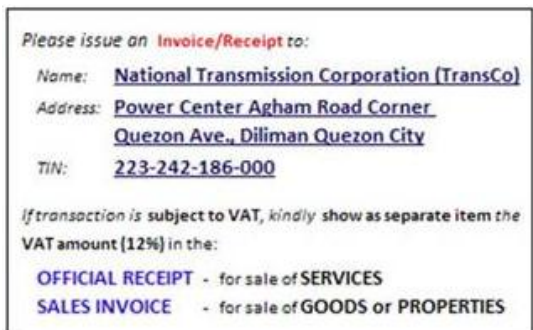 Please issue an Invoice/Receipt to:
Name: National Transmission Corporation (TransCo)
Address: Power Center Agham Road Corner
Quezon Ave., Diliman Quezon City
TIN: 223-242-186-000
If transaction is subject to VAT, kindly show as separate item the
VAT amount (12%) in the:
OFFICIAL RECEIPT - for sale of SERVICES
SALES INVOICE - for sale of GOODS or PROPERTIES